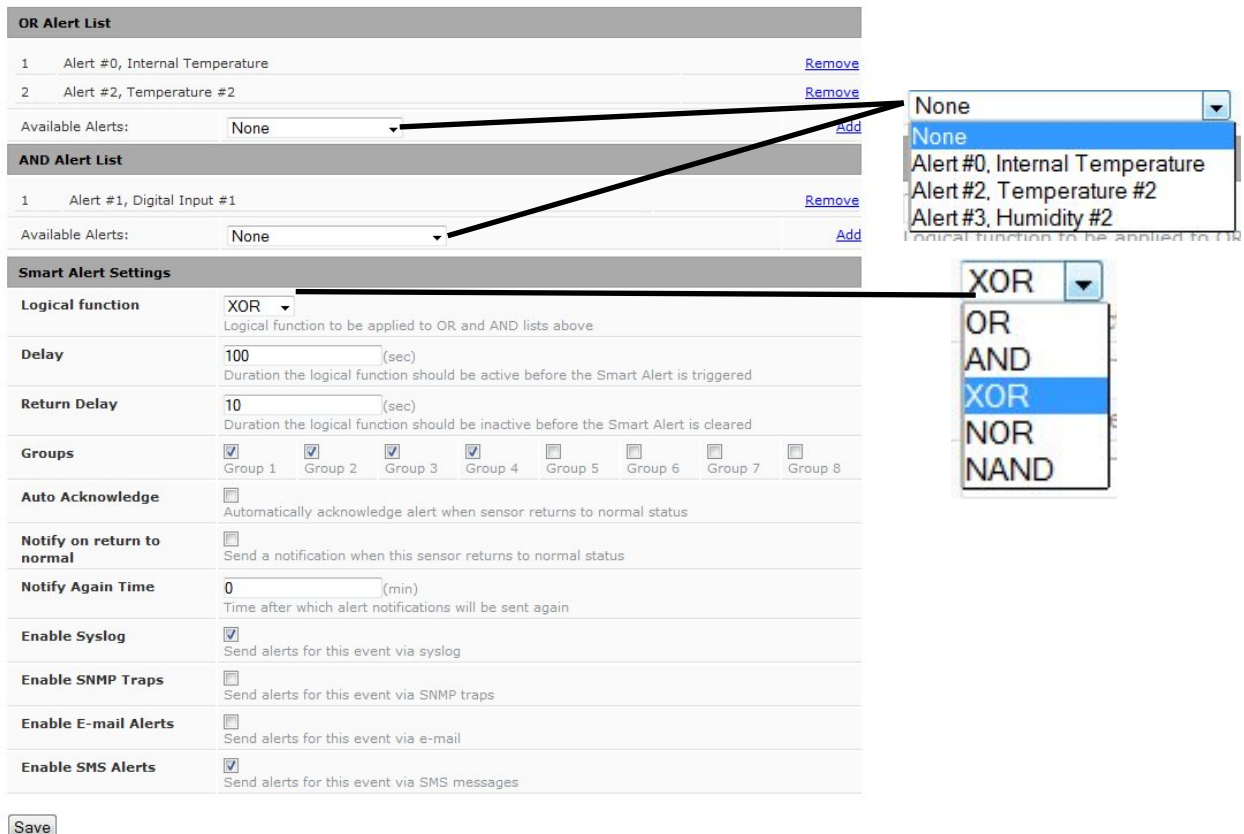 OR Alert List
1 Alert #0, Internal Temperature Remove
2 Alert #2, Temperature #2 Remove
Available Alerts: None Add
AND Alert List
1 Alert #1, Digital Input #1 Remove
Available Alerts: None Add
Smart Alert Settings
Logical function XOR
Logical function to be applied to OR and AND lists above
Delay 100 (sec)
Duration the logical function should be active before the Smart Alert is triggered
Return Delay 10 (sec)
Duration the logical function should be inactive before the Smart Alert is cleared
Groups
Group 1 Group 2 Group 3 Group 4 Group 5 Group 6 Group 7 Group 8
Auto Acknowledge
Automatically acknowledge alert when sensor returns to normal status
Notify on return to
normal
Send a notification when this sensor returns to normal status
Notify Again Time 0 (min)
Time after which alert notifications will be sent again
Enable Syslog
Send alerts for this event via syslog
Enable SNMP Traps
Send alerts for this event via SNMP traps
Enable E-mail Alerts
Send alerts for this event via e-mail
Enable SMS Alerts
Send alerts for this event via SMS messages
Save
None
None
Alert #0, Internal Temperature
Alert #2, Temperature #2
Alert #3, Humidity #2
Logical function to be applied to OR
XOR
OR
AND
XOR
NOR
NAND